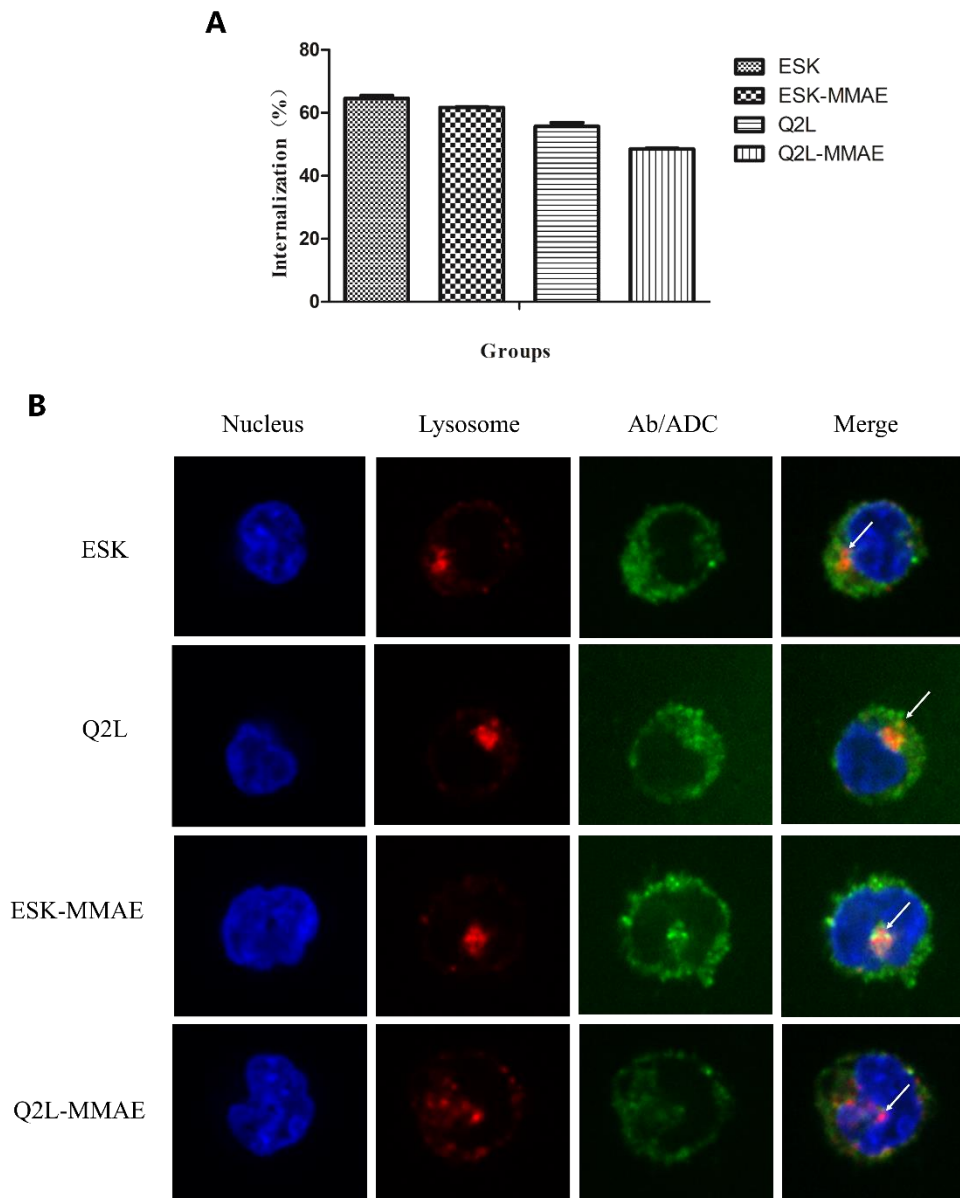 A
80
60
40
20
0
Internalization (%)
Groups
ESK
ESK-MMAE
Q2L
Q2L-MMAE
B
Nucleus Lysosome Ab/ADC Merge
ESK
Q2L
ESK-MMAE
Q2L-MMAE